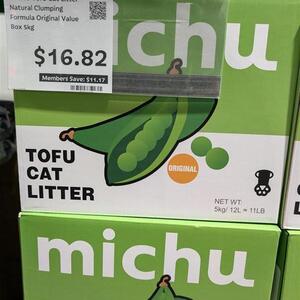 Natural Clumping
Formula Original Value
Box 5kg
$16.82
Members Save: $11.17
michu
TOFU
CAT
LITTER
ORIGINAL
NET WT:
5kg/ 12L = 11LB
michu